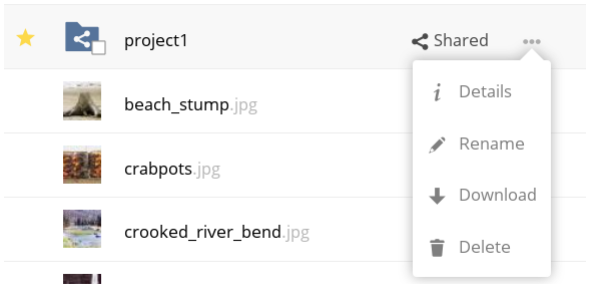 project1 Shared
Details
beach_stump.jpg
Rename
crabpots.jpg
Download
crooked_river_bend.jpg
Delete